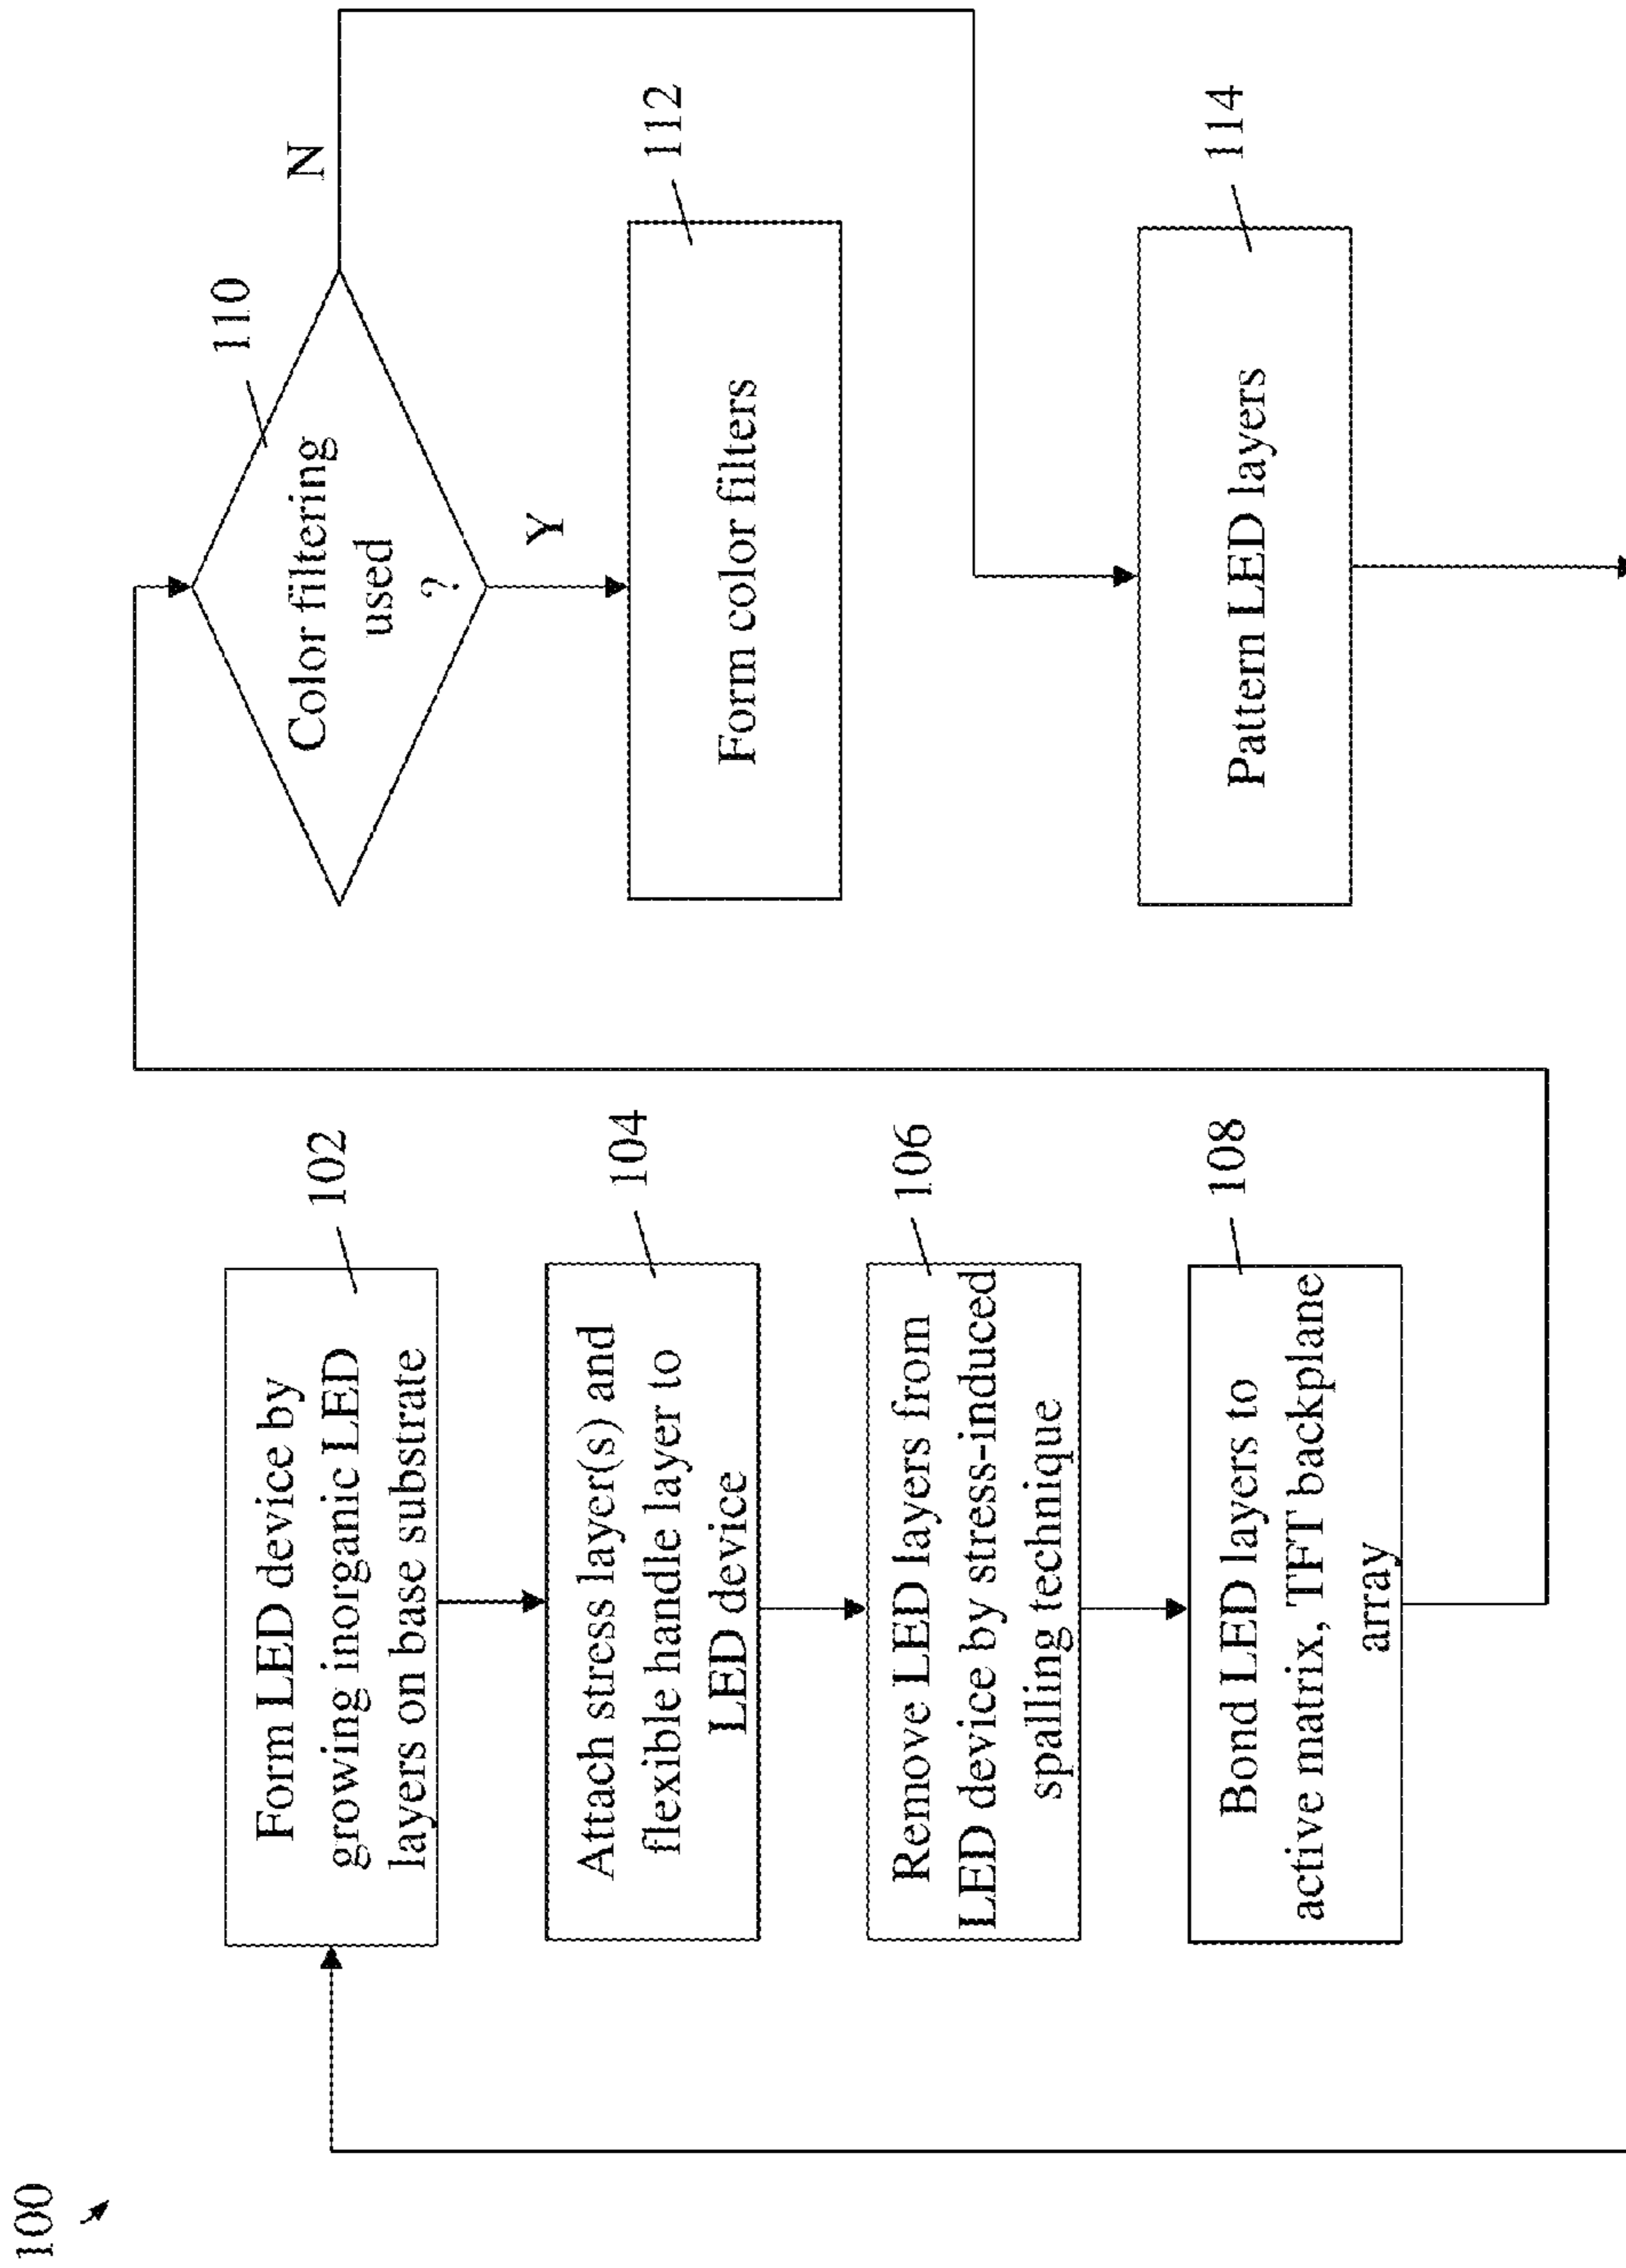 100
Form LED device by
growing inorganic LED
layers on base substrate
102
Attach stress layer(s) and
flexible handle layer to
LED device
104
Remove LED layers from
LED device by stress-induced
spalling technique
106
Bond LED layers to
active matrix, TFT backplane
array
108
Color filtering
used
?
110
N
Y
Form color filters
112
Pattern LED layers
114